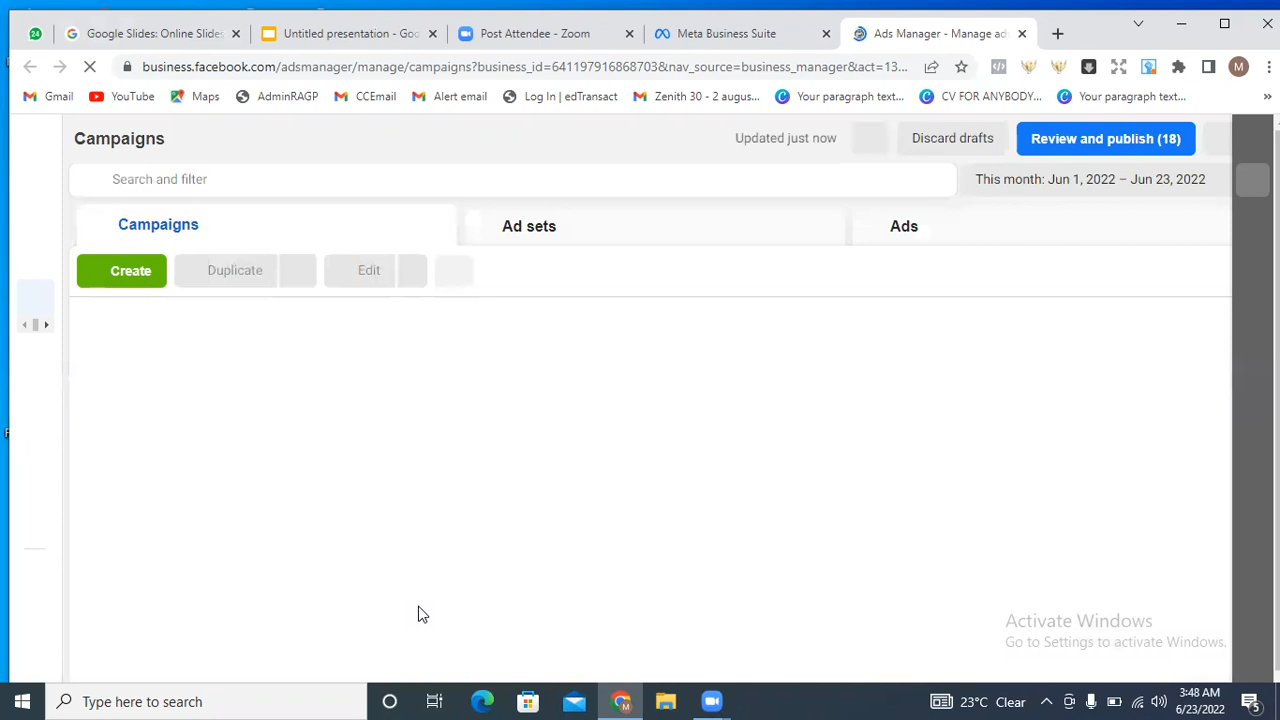 24
Google Slides: Online Slides
Untitled presentation - Goo
Post Attendee - Zoom
Meta Business Suite
Ads Manager - Manage ads
business.facebook.com/adsmanager/manage/campaigns?business_id=641197916868703&nav_source=business_manager&act=13...
M
Gmail
YouTube
Maps
AdminRAGP
CCEmail
Alert email
Log In | edTransact
Zenith 30 - 2 augus...
Your paragraph text...
CV FOR ANYBODY...
Your paragraph text...
»
Campaigns
Updated just now
Discard drafts
Review and publish (18)
Search and filter
This month: Jun 1, 2022 – Jun 23, 2022
Campaigns
Ad sets
Ads
Create
Duplicate
Edit
Activate Windows
Go to Settings to activate Windows.
Type here to search
M
23°C Clear
3:48 AM
6/23/2022
5